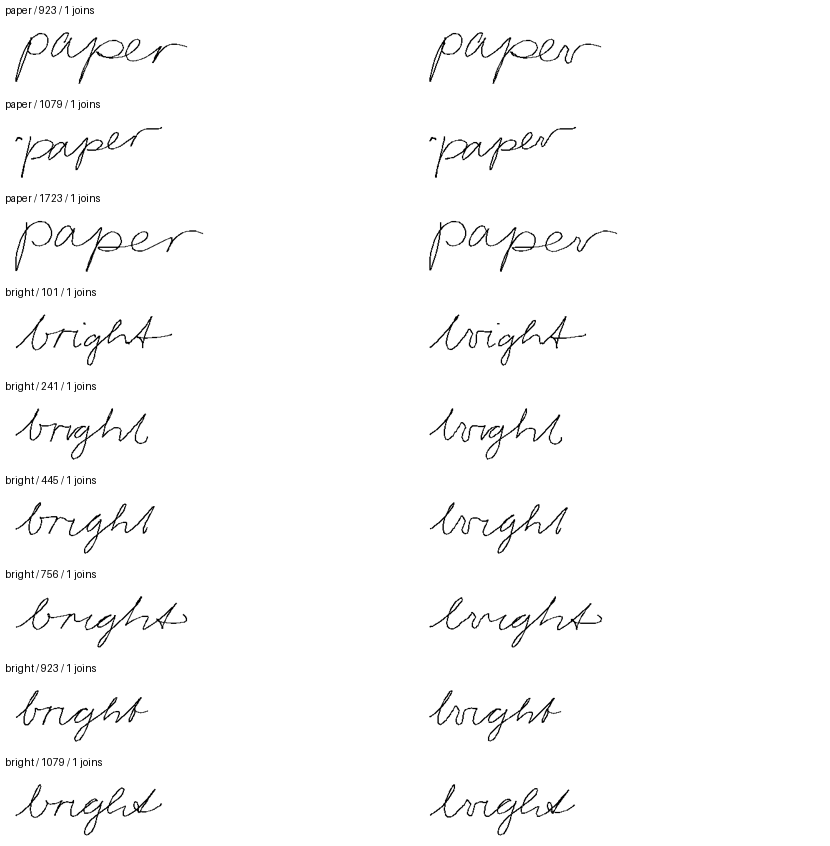 paper / 923 / 1 joins
paper paper
paper / 1079 / 1 joins
paper paper
paper / 1723 / 1 joins
paper paper
bright / 101 / 1 joins
bright bright
bright / 241 / 1 joins
bright bright
bright / 445 / 1 joins
bright bright
bright / 756 / 1 joins
bright bright
bright / 923 / 1 joins
bright bright
bright / 1079 / 1 joins
bright bright